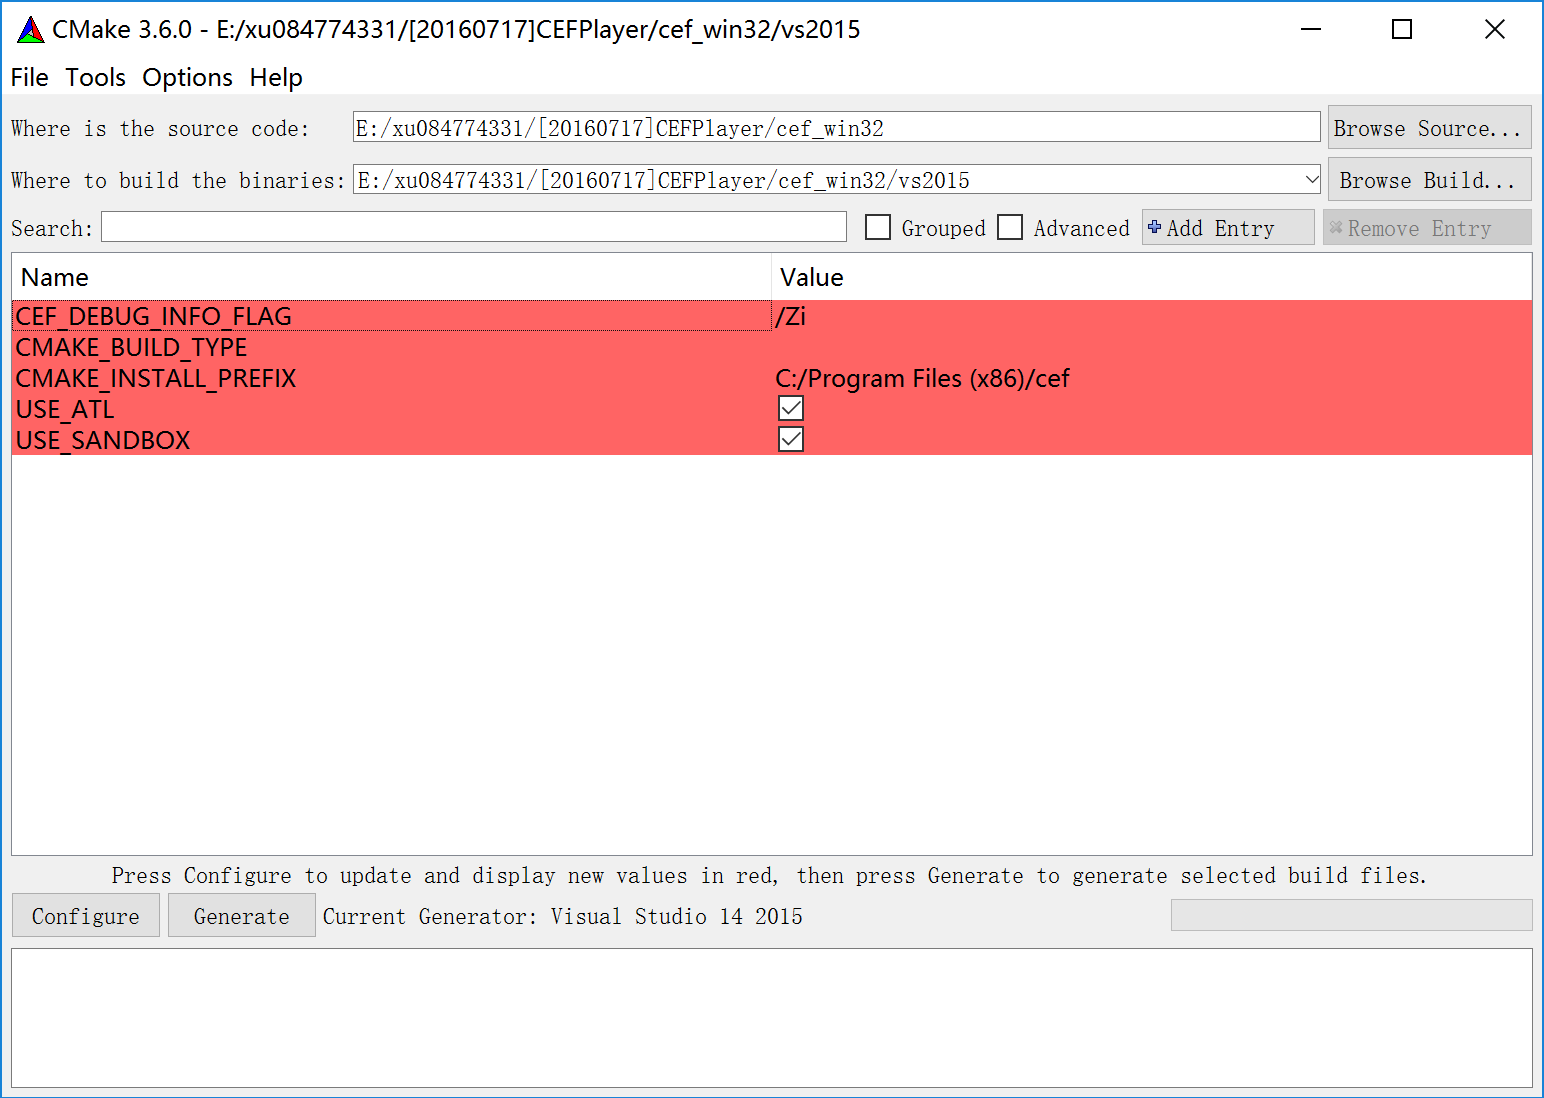 CMake 3.6.0 - E:/xu084774331/[20160717]CEFPlayer/cef_win32/vs2015
File Tools Options Help
Where is the source code: E:/xu084774331/[20160717]CEFPlayer/cef_win32 Browse Source...
Where to build the binaries: E:/xu084774331/[20160717]CEFPlayer/cef_win32/vs2015 Browse Build...
Search: Grouped Advanced Add Entry Remove Entry
Name Value
CEF_DEBUG_INFO_FLAG /Zi
CMAKE_BUILD_TYPE
CMAKE_INSTALL_PREFIX C:/Program Files (x86)/cef
USE_ATL
USE_SANDBOX
Press Configure to update and display new values in red, then press Generate to generate selected build files.
Configure Generate Current Generator: Visual Studio 14 2015